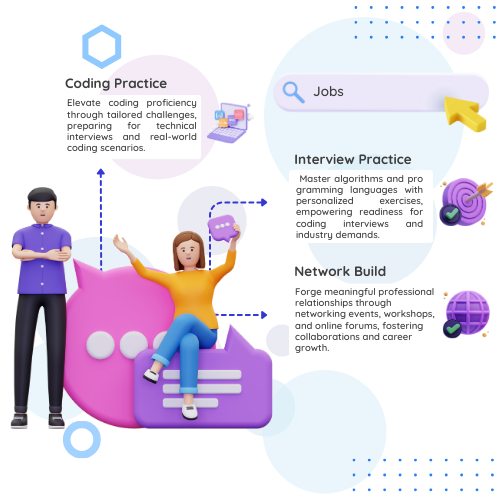 Coding Practice
Elevate coding proficiency
through tailored challenges,
preparing for technical
interviews and real-world
coding scenarios.
Jobs
Interview Practice
Master algorithms and pro
gramming languages with
personalized exercises,
empowering readiness for
coding interviews and
industry demands.
Network Build
Forge meaningful professional
relationships through
networking events, workshops,
and online forums, fostering
collaborations and career
growth.